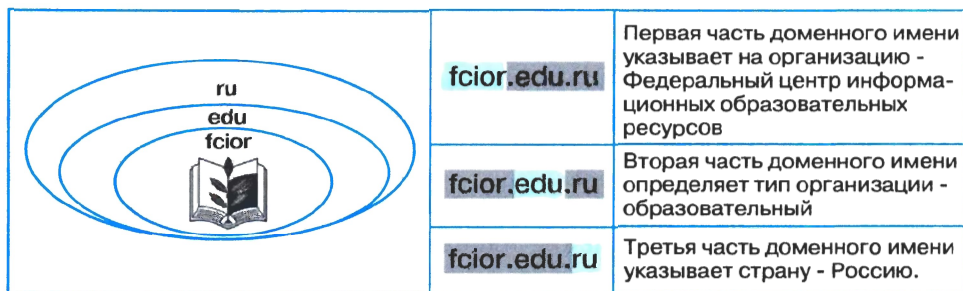 ru
edu
fcior
fcior.edu.ru
Первая часть доменного имени
указывает на организацию -
Федеральный центр информа-
ционных образовательных
ресурсов
fcior.edu.ru
Вторая часть доменного имени
определяет тип организации -
образовательный
fcior.edu.ru
Третья часть доменного имени
указывает страну - Россию.